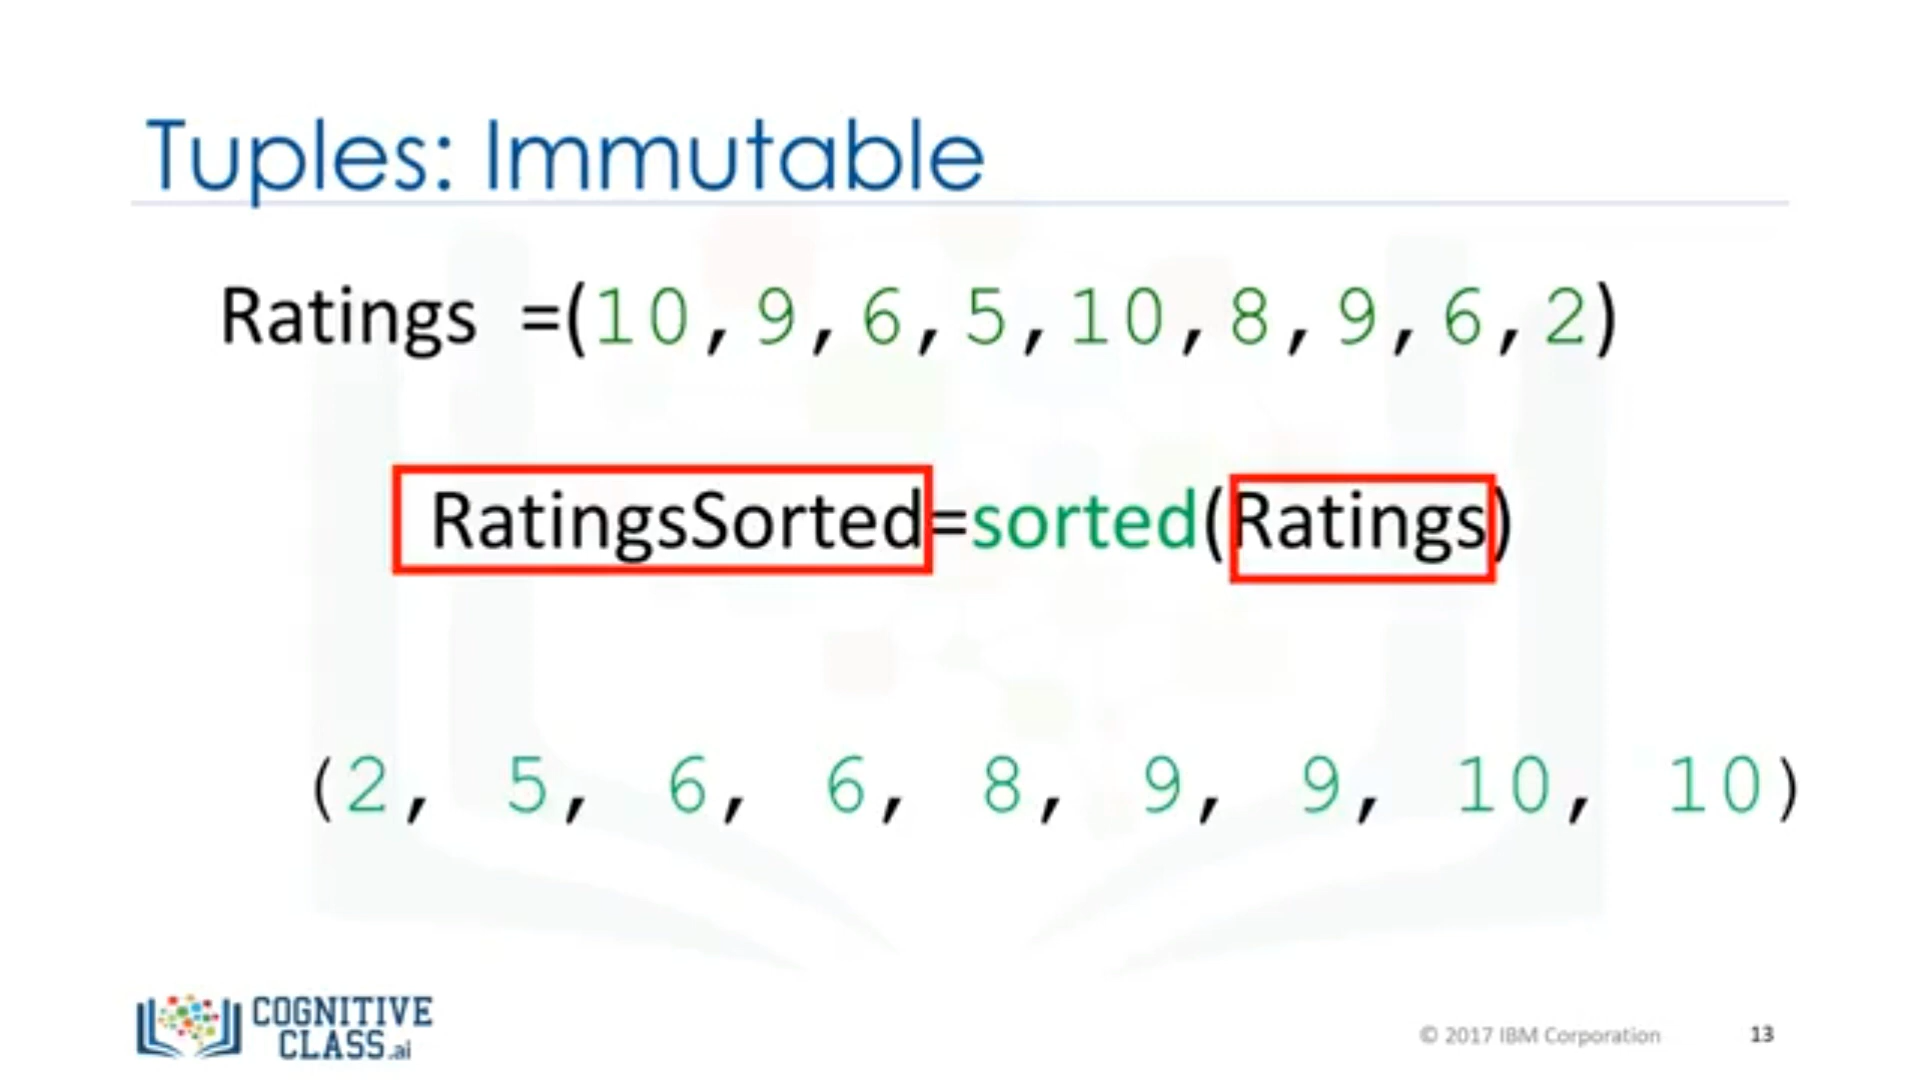 Tuples: Immutable
Ratings =(10,9,6,5,10,8,9,6,2)
RatingsSorted=sorted(Ratings)
(2, 5, 6, 6, 8, 9, 9, 10, 10)
COGNITIVE
CLASS.ai
© 2017 IBM Corporation 13